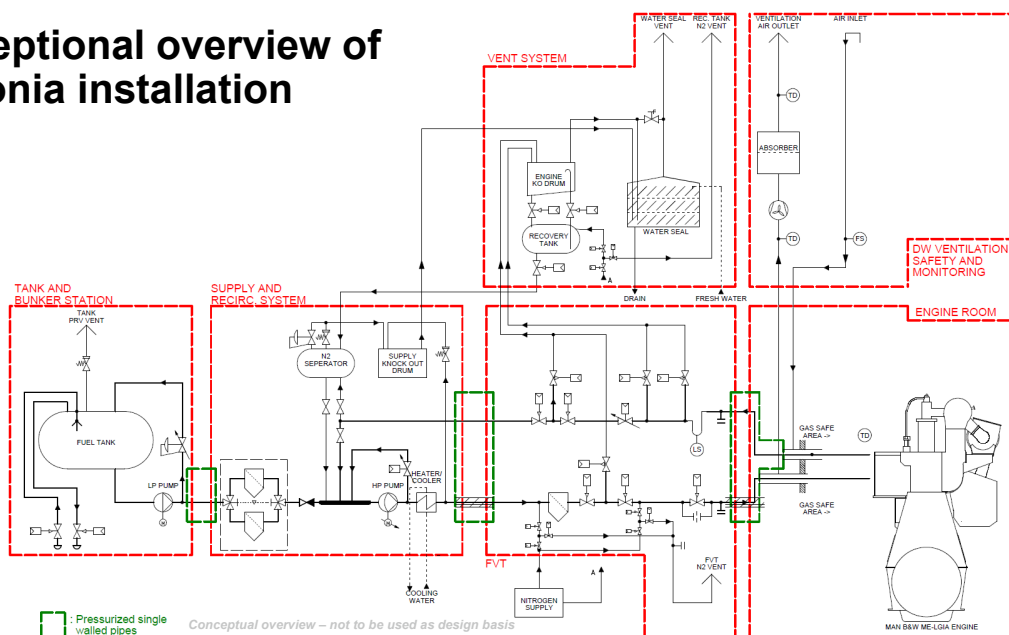 eptional overview of
onia installation
WATER SEAL
VENT
REC. TANK
N2 VENT
VENTILATION
AIR OUTLET
AIR INLET
VENT SYSTEM
TD
ABSORBER
ENGINE
KO DRUM
RECOVERY
TANK
WATER SEAL
TD
FS
A
DRAIN
FRESH WATER
DW VENTILATION
SAFETY AND
MONITORING
TANK AND
BUNKER STATION
SUPPLY AND
RECIRC. SYSTEM
ENGINE ROOM
TANK
PRV VENT
N2
SEPERATOR
SUPPLY
KNOCK OUT
DRUM
FUEL TANK
LP PUMP
M
HP PUMP
HEATER/
COOLER
LS
GAS SAFE
AREA ->
TD
GAS SAFE
AREA ->
FVT
COOLING
WATER
NITROGEN
SUPPLY
A
FVT
N2 VENT
MAN B&W ME-LGIA ENGINE
: Pressurized single
walled pipes
Conceptual overview – not to be used as design basis